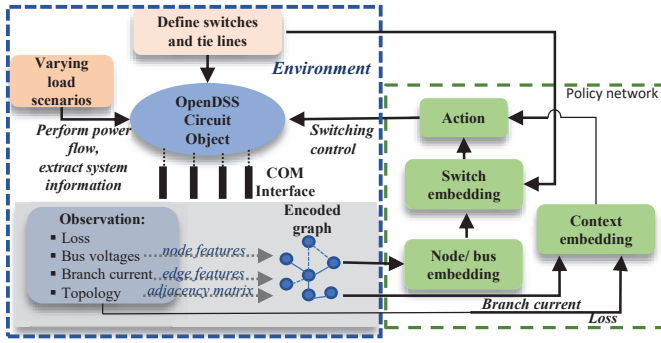 Define switches
and tie lines
Environment
Varying
load
scenarios
OpenDSS
Circuit
Object
Perform power
flow,
extract system
information
Switching
control
COM
Interface
Policy network
Action
Switch
embedding
Node/ bus
embedding
Context
embedding
Observation:
▪ Loss
▪ Bus voltages
▪ Branch current
▪ Topology
node features
edge features
adjacency matrix
Encoded
graph
Branch current
Loss